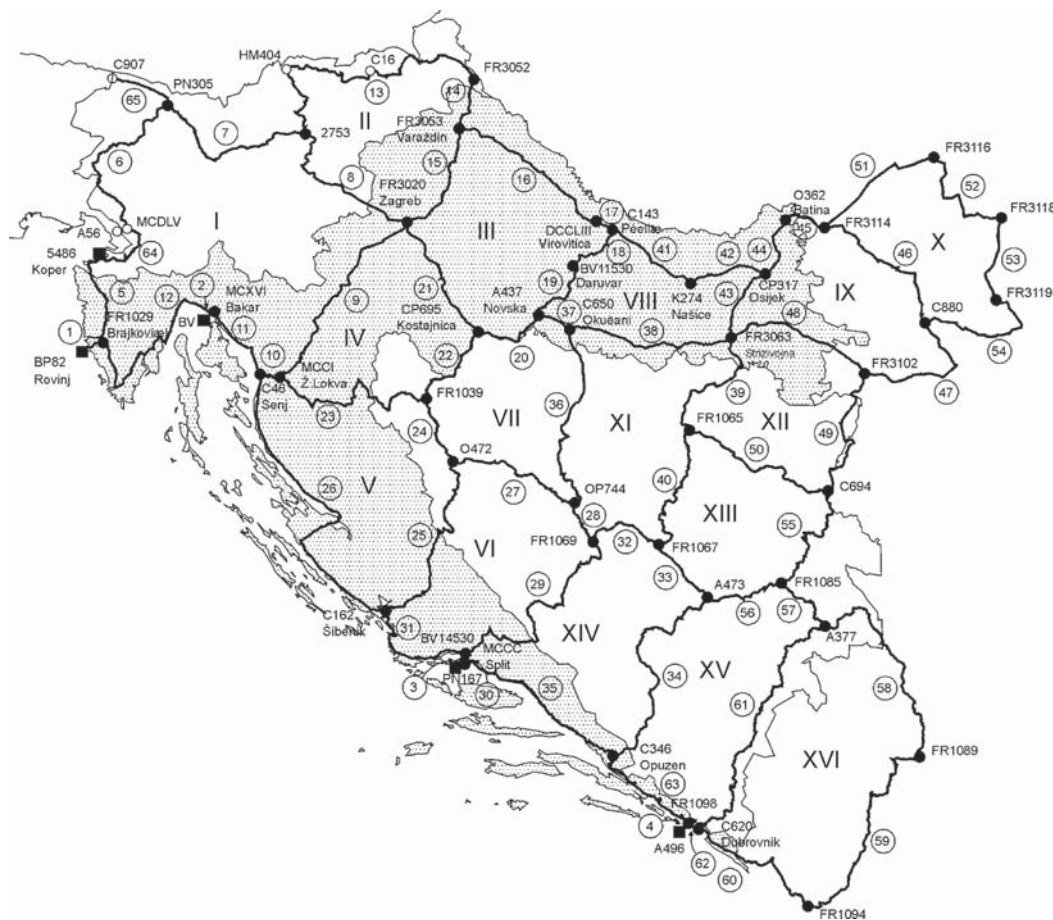 C907
PN305
HM404
C16
FR3052
65
13
14
II
FR3053
Varaždin
7
2753
6
8
15
16
FR3020
Zagreb
I
A56
MCDLV
64
5486
Koper
III
17
C143
DCCLIII
Virovitica
18
41
42
44
O362
Batina
45
51
FR3116
52
FR3118
FR3114
46
X
53
2
MCXVI
Bakar
5
12
9
21
19
BV11530
Daruvar
VIII
K274
Našice
43
CP317
Osijek
IX
FR3119
1
FR1029
BV
11
CP695
Kostajnica
A437
Novska
C650
37
38
48
C880
54
BP82
Rovinj
10
MCCI
Ž.Lokva
IV
22
20
FR3063
Strizivojna
C46
Senj
23
FR1039
24
VII
36
XI
39
FR3102
47
FR1065
XII
49
O472
50
26
V
27
40
C694
OP744
28
XIII
55
25
VI
FR1069
32
FR1067
33
A473
FR1085
29
56
57
C162
Šibenik
31
XIV
A377
BV14530
MCCC
Split
3
PN167
30
35
34
XV
61
58
C346
Opuzen
XVI
FR1089
63
FR1098
4
A496
C620
Dubrovnik
62
60
59
FR1094